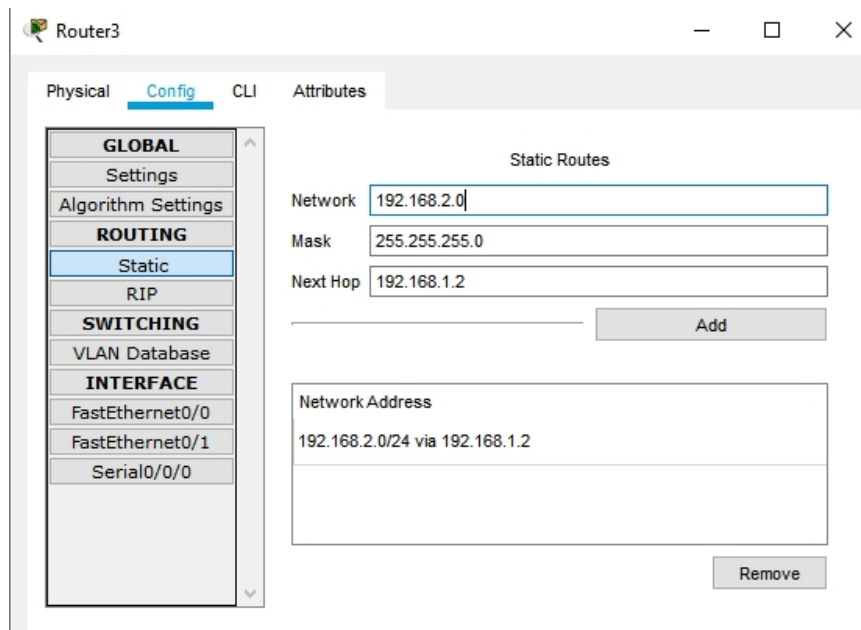 Router3
Physical Config CLI Attributes
GLOBAL
Settings
Algorithm Settings
ROUTING
Static
RIP
SWITCHING
VLAN Database
INTERFACE
FastEthernet0/0
FastEthernet0/1
Serial0/0/0
Static Routes
Network 192.168.2.0
Mask 255.255.255.0
Next Hop 192.168.1.2
Add
Network Address
192.168.2.0/24 via 192.168.1.2
Remove